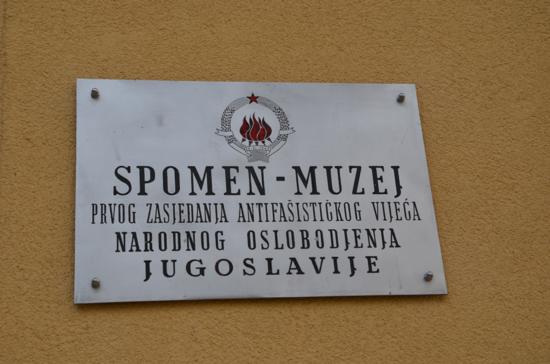 SPOMEN-MUZEJ
PRVOG ZASJEDANJA ANTIFAŠISTIČKOG VIJEĆA
NARODNOG OSLOBODJENJA
JUGOSLAVIJE